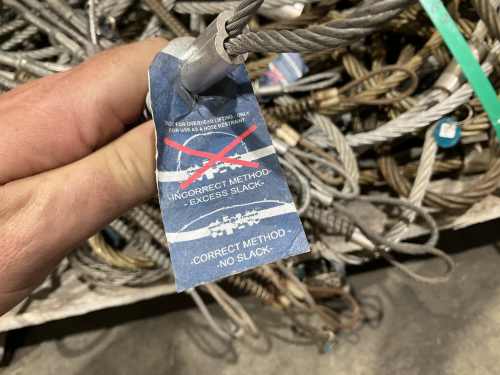 NOT FOR OVERHEAD LIFTING. ONLY
FOR USE AS A HOSE RESTRAINT
-INCORRECT METHOD-
- EXCESS SLACK-
-CORRECT METHOD -
-NO SLACK-